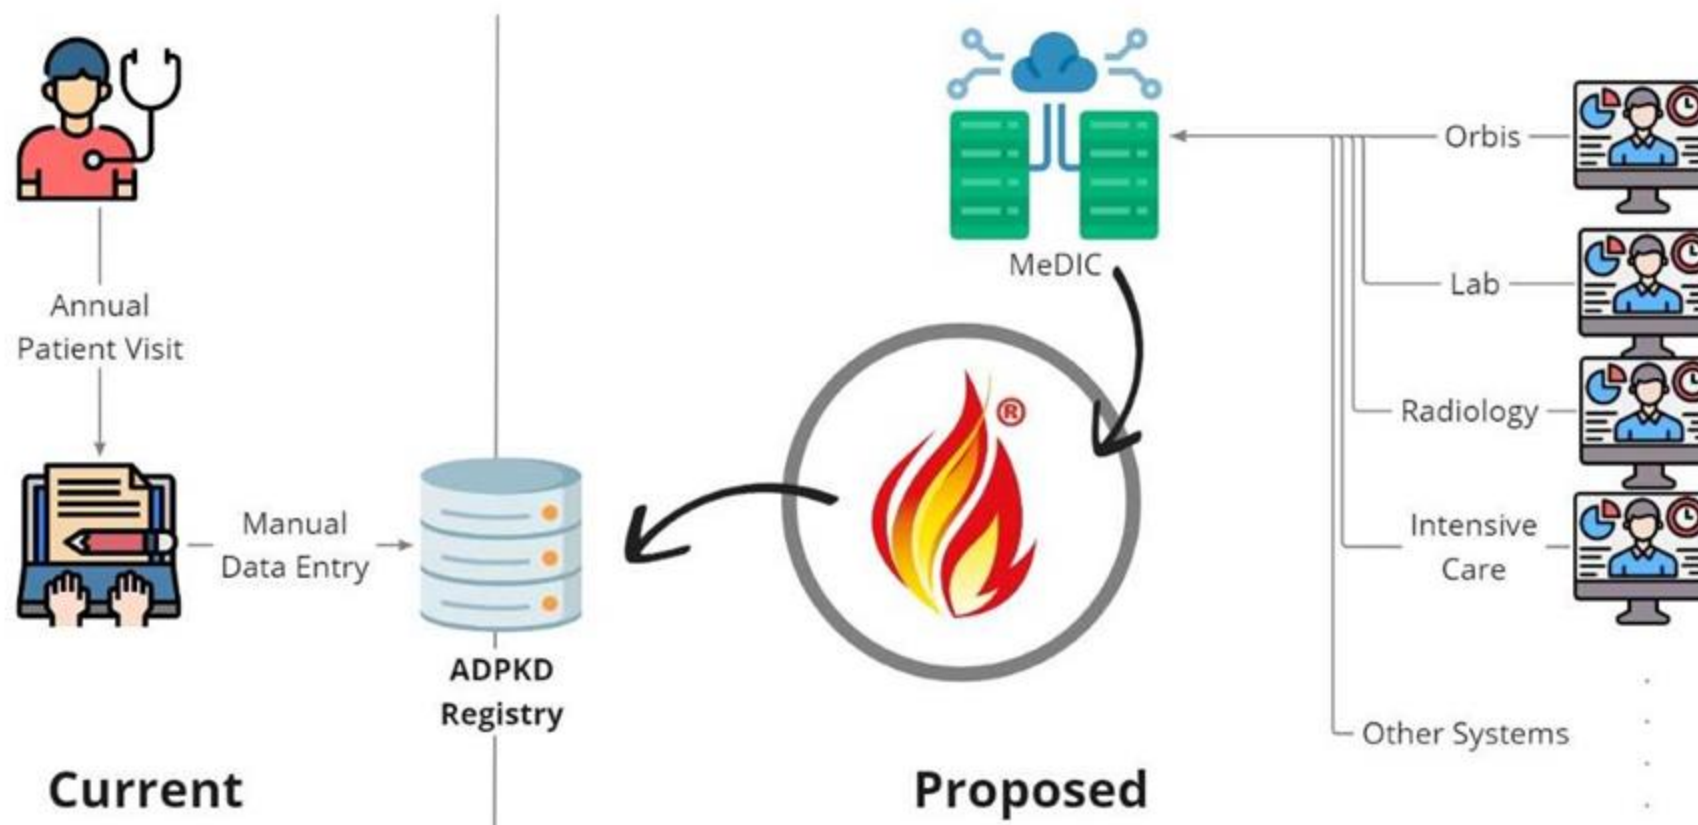 Annual
Patient Visit
Manual
Data Entry
ADPKD
Registry
Current
MeDIC
®
Orbis
Lab
Radiology
Intensive
Care
Other Systems
Proposed